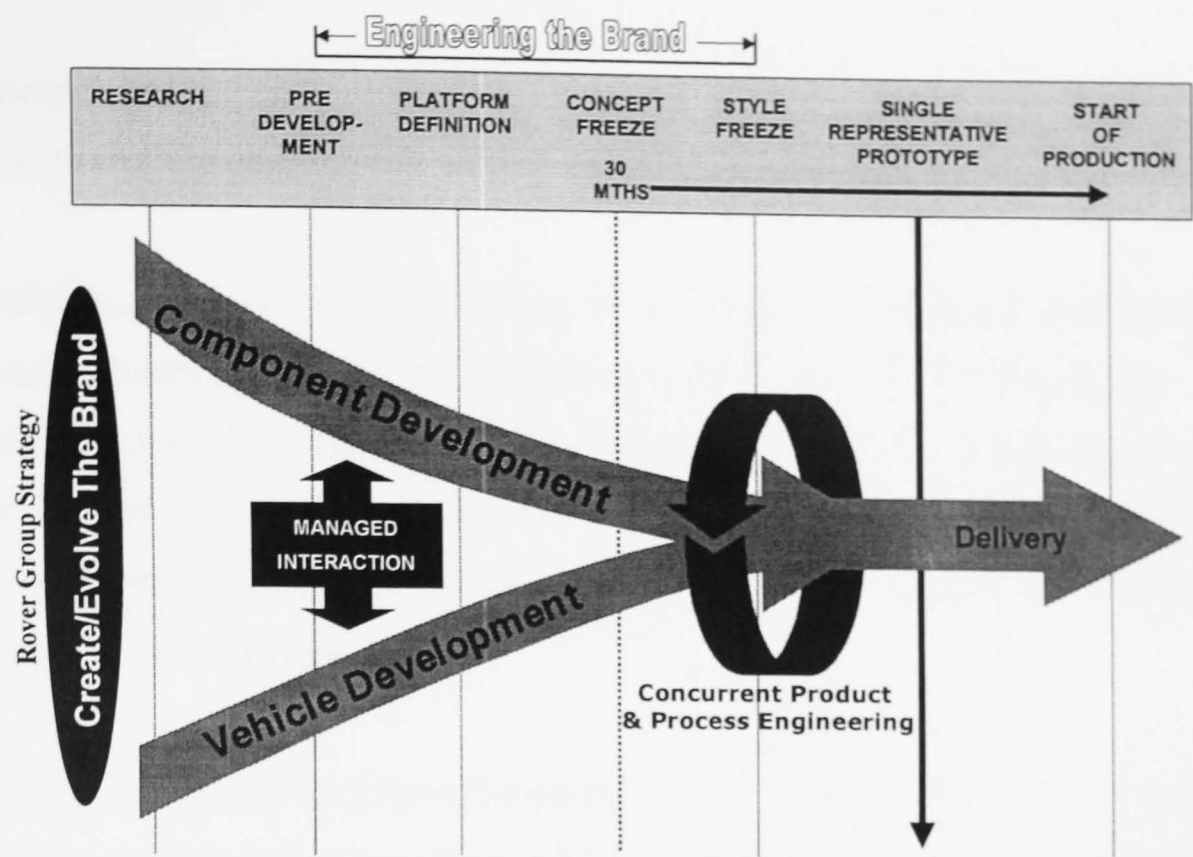 Engineering the Brand
RESEARCH
PRE
DEVELOP-
MENT
PLATFORM
DEFINITION
CONCEPT
FREEZE
30
MTHS
STYLE
FREEZE
SINGLE
REPRESENTATIVE
PROTOTYPE
START
OF
PRODUCTION
Rover Group Strategy
Create/Evolve The Brand
Component Development
MANAGED
INTERACTION
Vehicle Development
Delivery
Concurrent Product
& Process Engineering